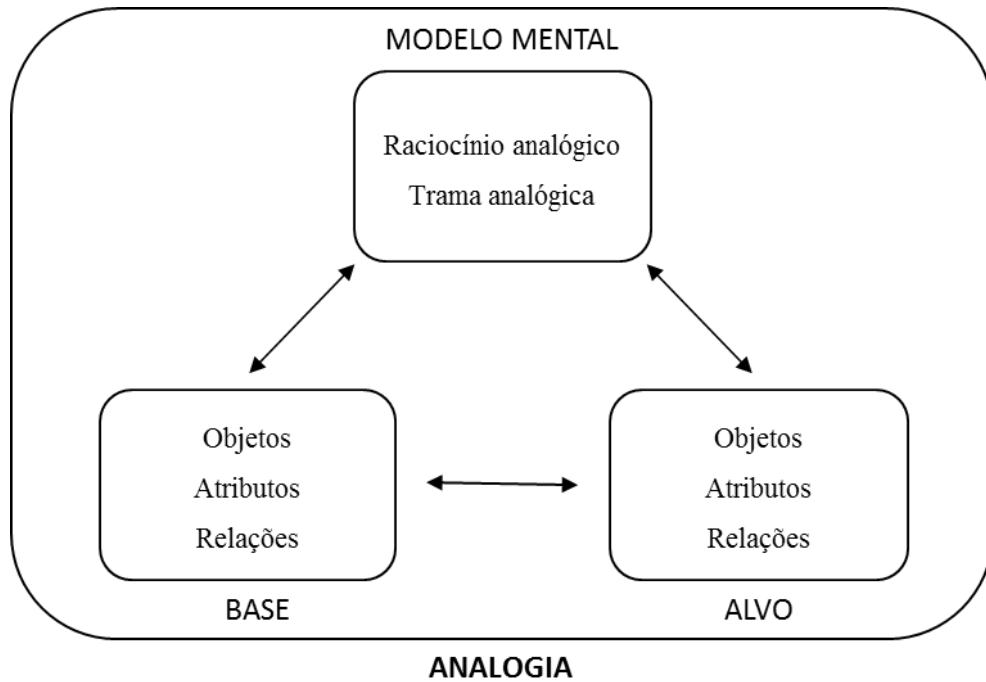 MODELO MENTAL
Raciocínio analógico
Trama analógica
Objetos
Atributos
Relações
BASE
Objetos
Atributos
Relações
ALVO
ANALOGIA